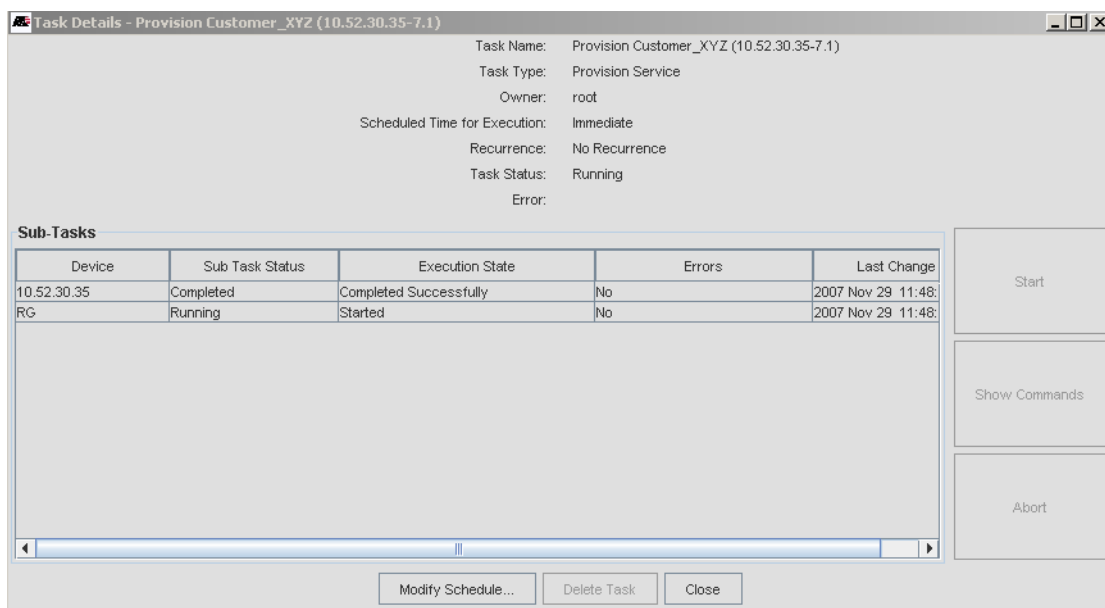 Task Details - Provision Customer_XYZ (10.52.30.35-7.1)
Task Name: Provision Customer_XYZ (10.52.30.35-7.1)
Task Type: Provision Service
Owner: root
Scheduled Time for Execution: Immediate
Recurrence: No Recurrence
Task Status: Running
Error:
Sub-Tasks
Device Sub Task Status Execution State Errors Last Change
10.52.30.35 Completed Completed Successfully No 2007 Nov 29 11:48:
RG Running Started No 2007 Nov 29 11:48:
Start
Show Commands
Abort
Modify Schedule... Delete Task Close